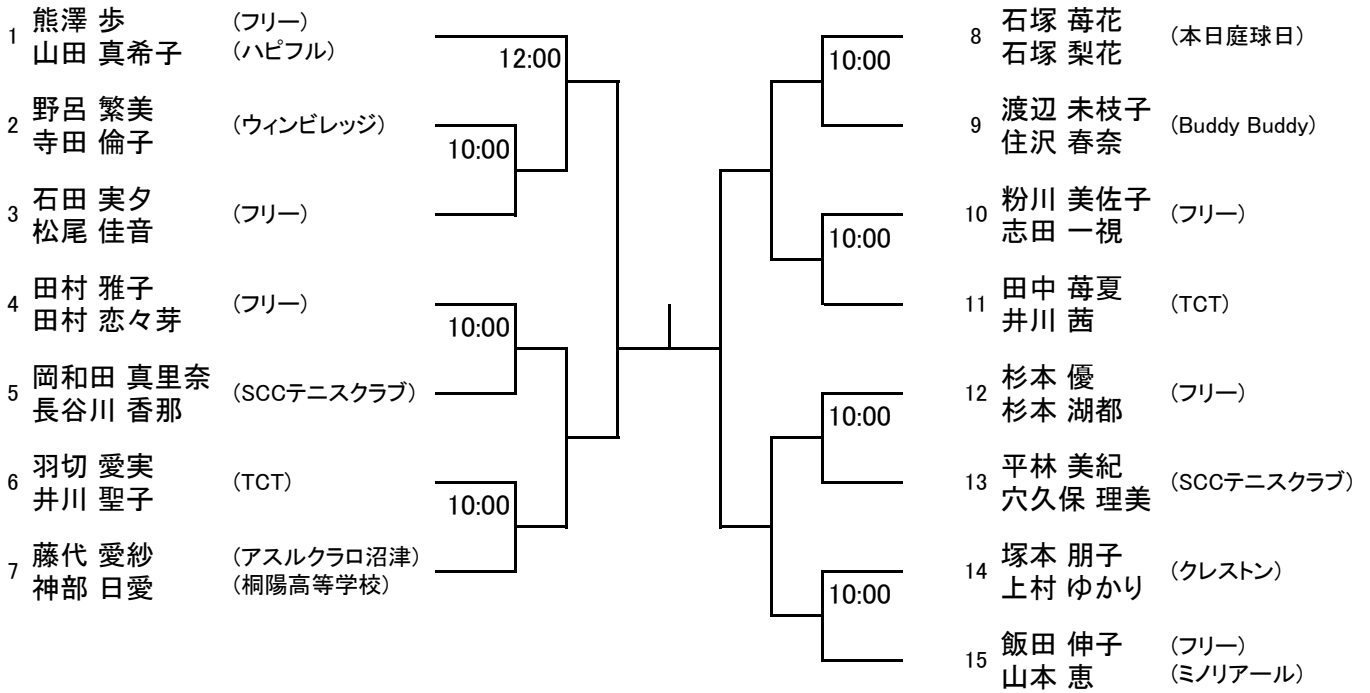 1 熊澤 歩 (フリー)
山田 真希子 (ハピフル)
12:00
2 野呂 繁美 (ウィンビレッジ)
寺田 倫子
10:00
3 石田 実夕 (フリー)
松尾 佳音
4 田村 雅子 (フリー)
田村 恋々芽
10:00
5 岡和田 真里奈 (SCCテニスクラブ)
長谷川 香那
6 羽切 愛実 (TCT)
井川 聖子
10:00
7 藤代 愛紗 (アスルクラロ沼津)
神部 日愛 (桐陽高等学校)
8 石塚 苺花 (本日庭球日)
石塚 梨花
10:00
9 渡辺 未枝子 (Buddy Buddy)
住沢 春奈
10 粉川 美佐子 (フリー)
志田 一視
10:00
11 田中 苺夏 (TCT)
井川 茜
12 杉本 優 (フリー)
杉本 湖都
10:00
13 平林 美紀 (SCCテニスクラブ)
穴久保 理美
14 塚本 朋子 (クレストン)
上村 ゆかり
10:00
15 飯田 伸子 (フリー)
山本 恵 (ミノリアール)